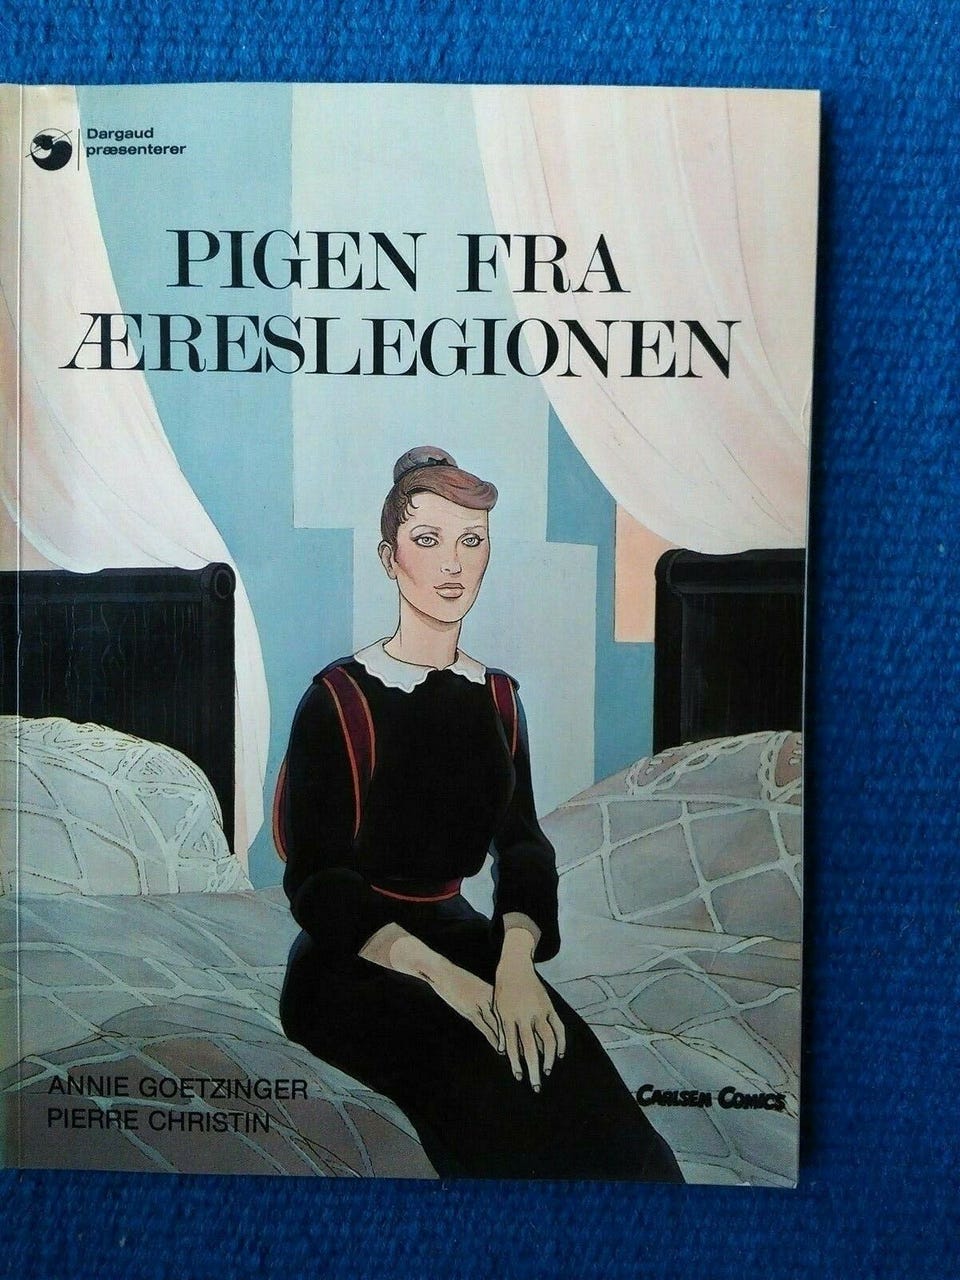 Dargaud
præsenterer
PIGEN FRA
ÆRESLEGIONEN
ANNIE GOETZINGER
PIERRE CHRISTIN
CARLSEN COMICS